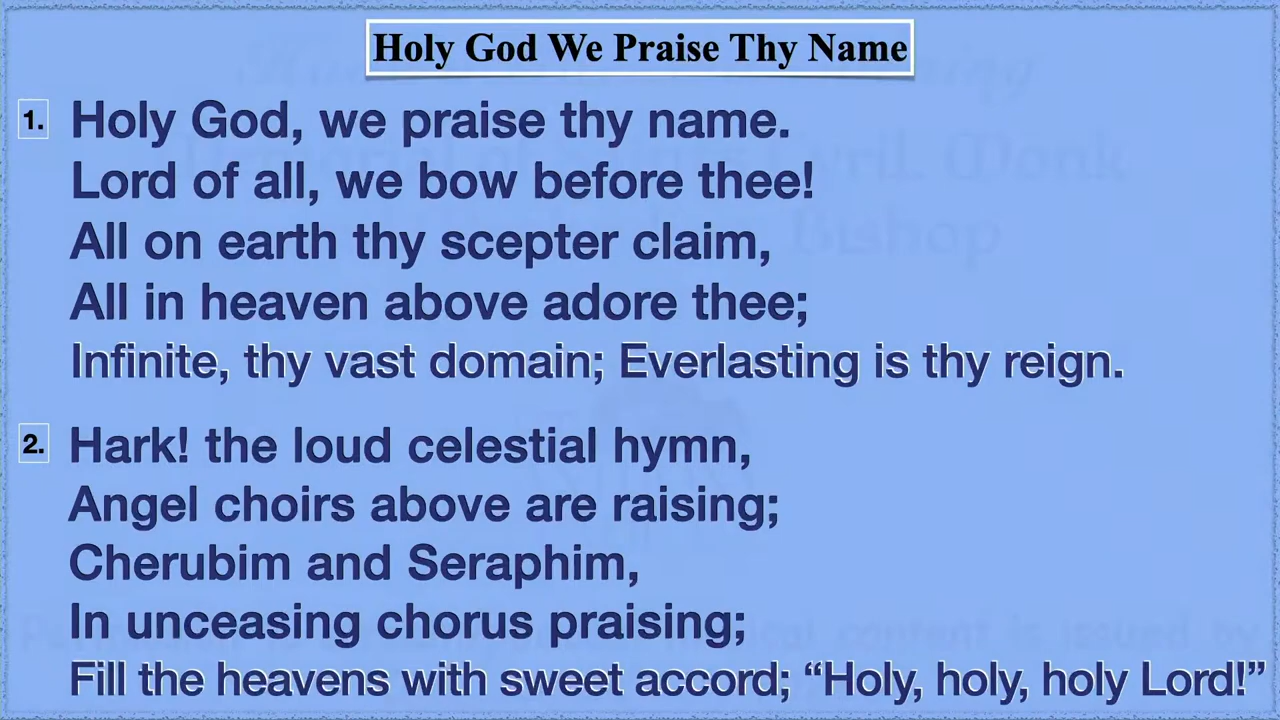 Holy God We Praise Thy Name
1. Holy God, we praise thy name.
Lord of all, we bow before thee!
All on earth thy scepter claim,
All in heaven above adore thee;
Infinite, thy vast domain; Everlasting is thy reign.
2. Hark! the loud celestial hymn,
Angel choirs above are raising;
Cherubim and Seraphim,
In unceasing chorus praising;
Fill the heavens with sweet accord; “Holy, holy, holy Lord!”